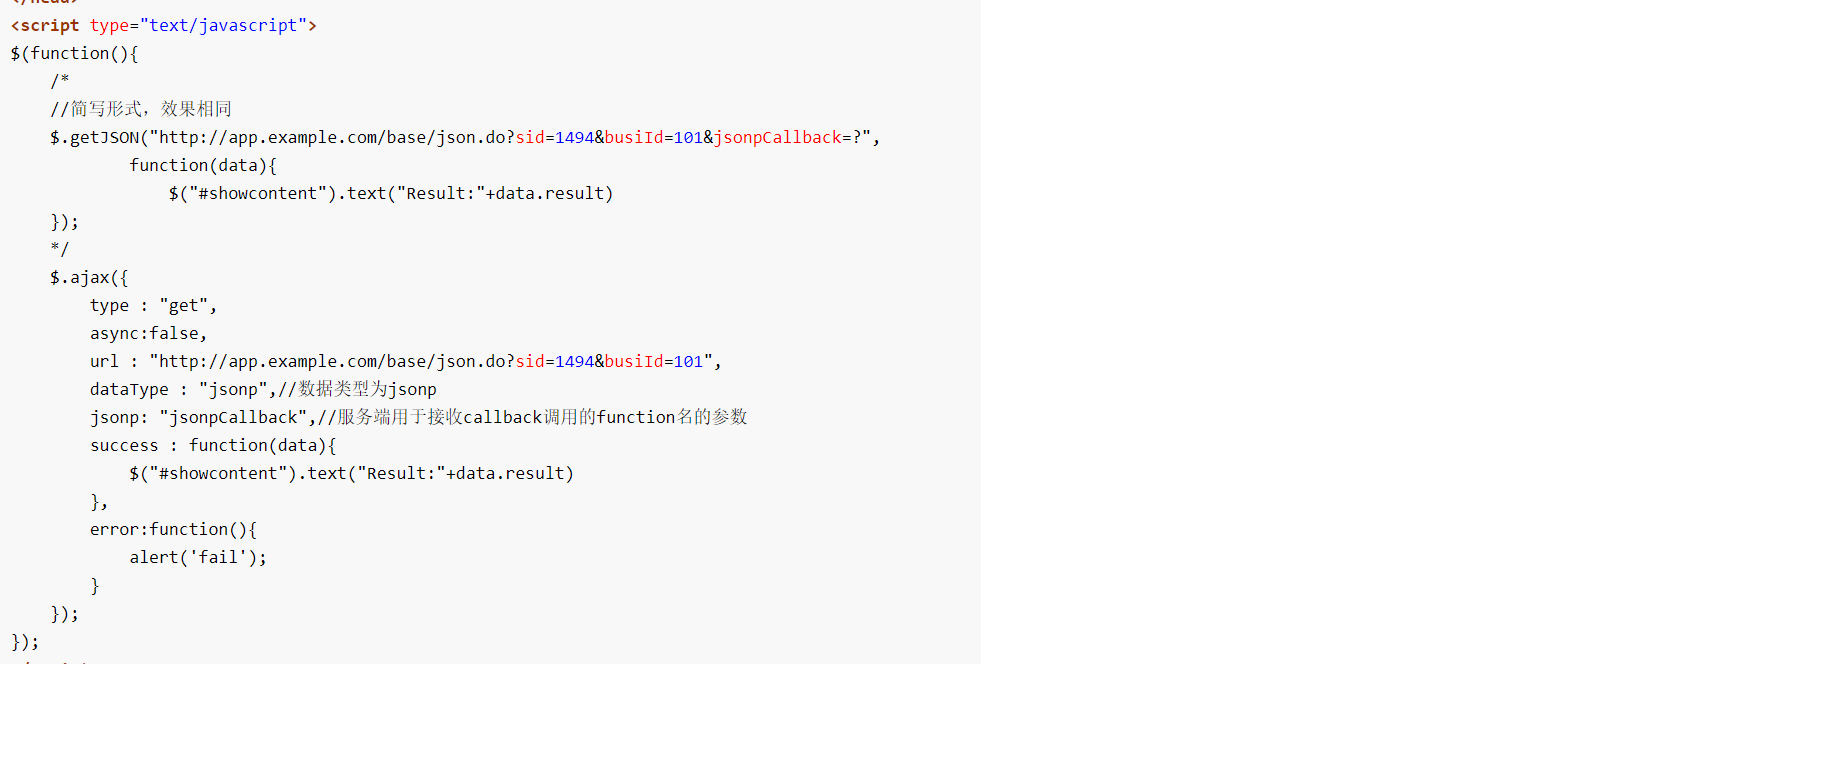 </head>
<script type="text/javascript">
$(function(){
    /*
    //简写形式，效果相同
    $.getJSON("http://app.example.com/base/json.do?sid=1494&busiId=101&jsonpCallback=?",
            function(data){
                $("#showcontent").text("Result:"+data.result)
    });
    */
    $.ajax({
        type : "get",
        async:false,
        url : "http://app.example.com/base/json.do?sid=1494&busiId=101",
        dataType : "jsonp",//数据类型为jsonp
        jsonp: "jsonpCallback",//服务端用于接收callback调用的function名的参数
        success : function(data){
            $("#showcontent").text("Result:"+data.result)
        },
        error:function(){
            alert('fail');
        }
    });
});